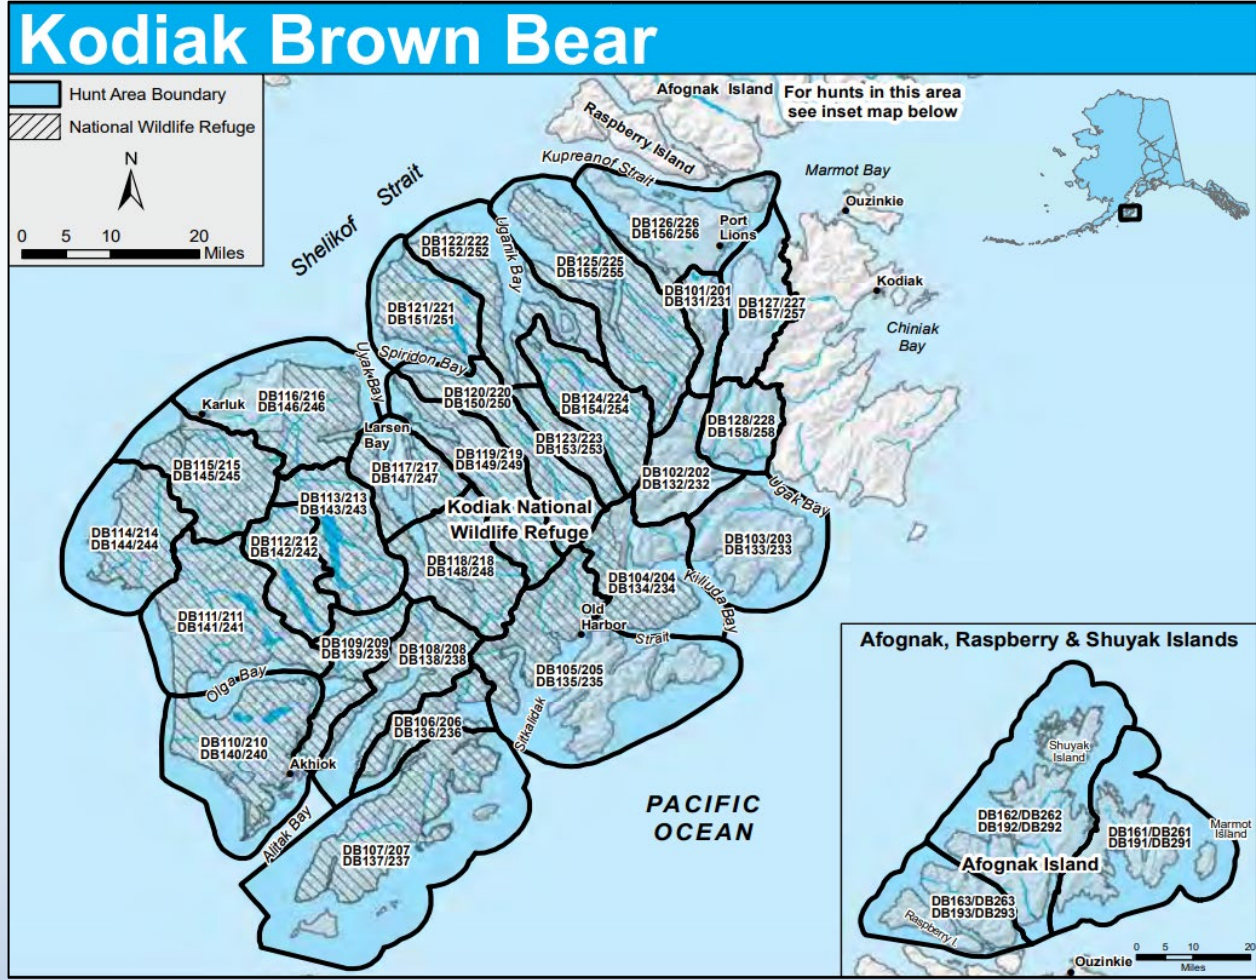 Kodiak Brown Bear
Hunt Area Boundary
National Wildlife Refuge
N
0 5 10 20
Miles
Afognak Island
For hunts in this area
see inset map below
Raspberry Island
Kupreanof Strait
Marmot Bay
Ouzinkie
Shelikof Strait
Uganik Bay
DB122/222
DB152/252
DB126/226
DB156/256
Port
Lions
DB125/225
DB155/255
DB101/201
DB131/231
DB127/227
DB157/257
Kodiak
Chiniak
Bay
DB121/221
DB151/251
Spiridon Bay
Uyak Bay
DB116/216
DB146/246
Karluk
DB120/220
DB150/250
DB124/224
DB154/254
DB128/228
DB158/258
Larsen
Bay
DB123/223
DB153/253
DB119/219
DB149/249
DB117/217
DB147/247
DB115/215
DB145/245
DB102/202
DB132/232
Ugak Bay
DB113/213
DB143/243
Kodiak National
Wildlife Refuge
DB114/214
DB144/244
DB112/212
DB142/242
DB103/203
DB133/233
DB118/218
DB148/248
DB104/204
DB134/234
Kiliuda Bay
DB111/211
DB141/241
Old
Harbor
Strait
DB109/209
DB139/239
DB108/208
DB138/238
DB105/205
DB135/235
Olga Bay
Sitkalidak
DB106/206
DB136/236
DB110/210
DB140/240
Akhiok
Alitak Bay
DB107/207
DB137/237
PACIFIC
OCEAN
Afognak, Raspberry & Shuyak Islands
Shuyak
Island
DB162/DB262
DB192/DB292
DB161/DB261
DB191/DB291
Marmot
Island
Afognak Island
DB163/DB263
DB193/DB293
Raspberry I.
Ouzinkie
0 5 10 20
Miles